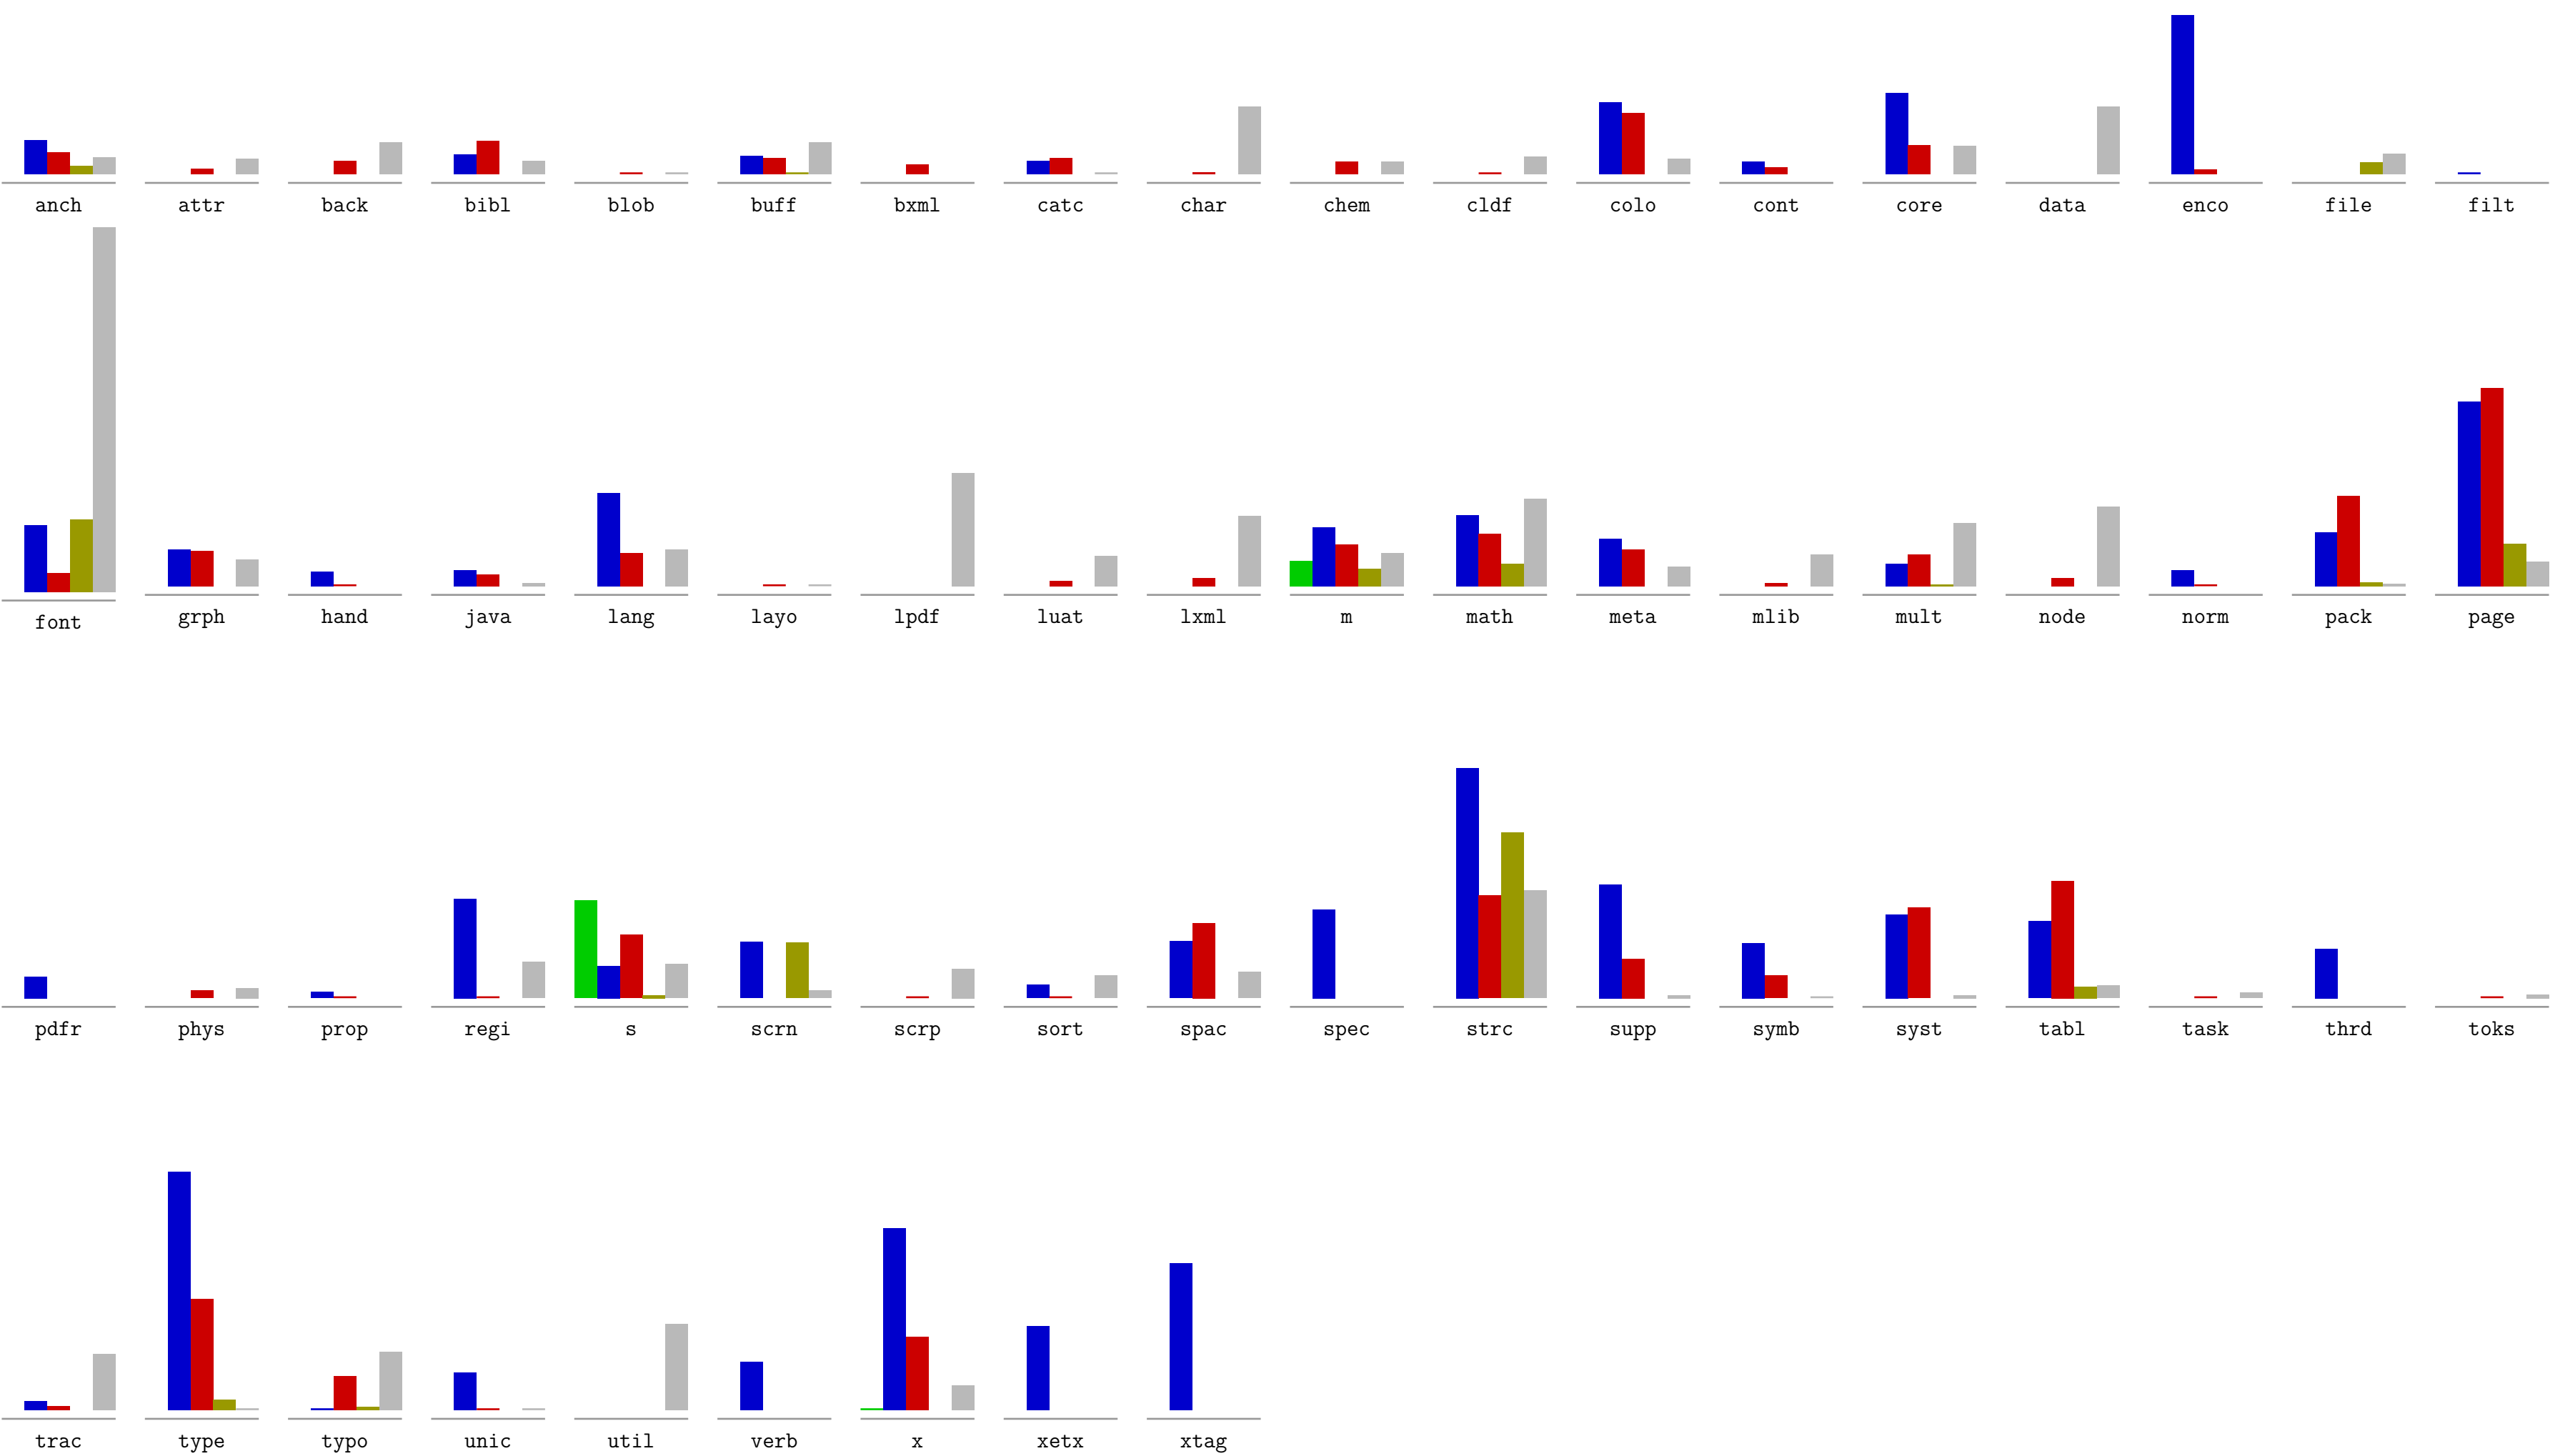 anch attr back bibl blob buff bxml catc char chem cldf colo cont core data enco file filt
font grph hand java lang layo lpdf luat lxml m math meta mlib mult node norm pack page
pdfr phys prop regi s scrn scrp sort spac spec strc supp symb syst tabl task thrd toks
trac type typo unic util verb x xetx xtag